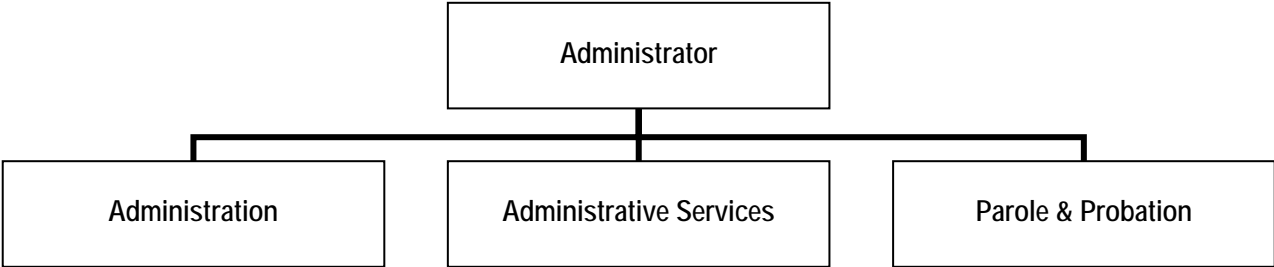 Administrator
Administration
Administrative Services
Parole & Probation